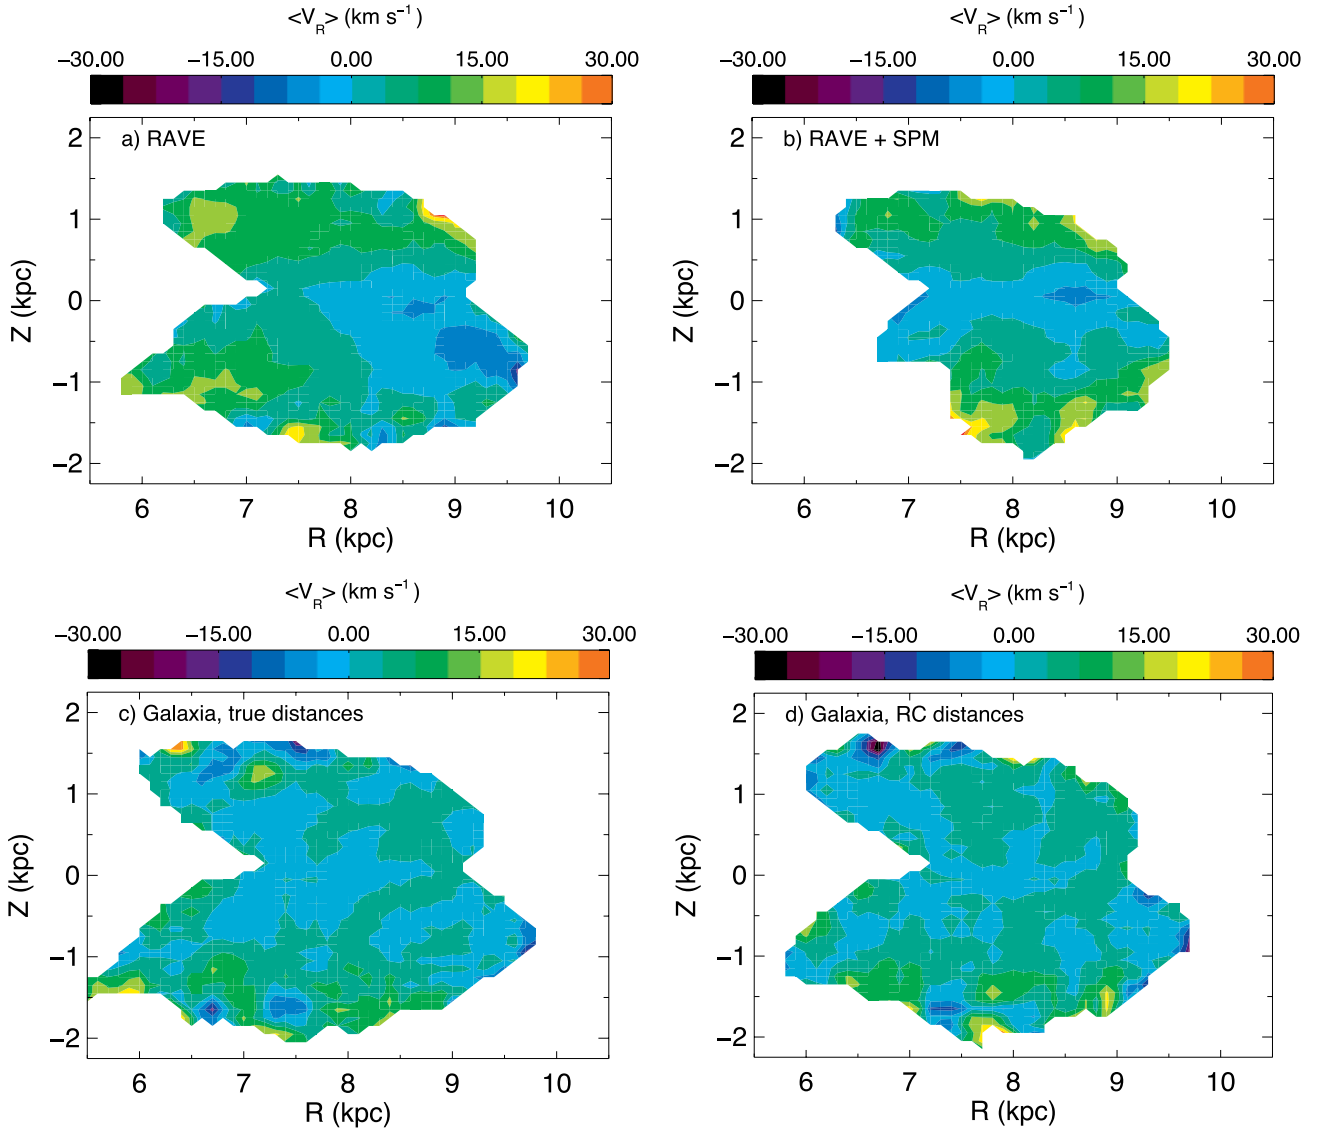 <V_R> (km s⁻¹)
−30.00 −15.00 0.00 15.00 30.00
a) RAVE
2
1
0
−1
−2
Z (kpc)
6 7 8 9 10
R (kpc)
<V_R> (km s⁻¹)
−30.00 −15.00 0.00 15.00 30.00
b) RAVE + SPM
2
1
0
−1
−2
Z (kpc)
6 7 8 9 10
R (kpc)
<V_R> (km s⁻¹)
−30.00 −15.00 0.00 15.00 30.00
c) Galaxia, true distances
2
1
0
−1
−2
Z (kpc)
6 7 8 9 10
R (kpc)
<V_R> (km s⁻¹)
−30.00 −15.00 0.00 15.00 30.00
d) Galaxia, RC distances
2
1
0
−1
−2
Z (kpc)
6 7 8 9 10
R (kpc)